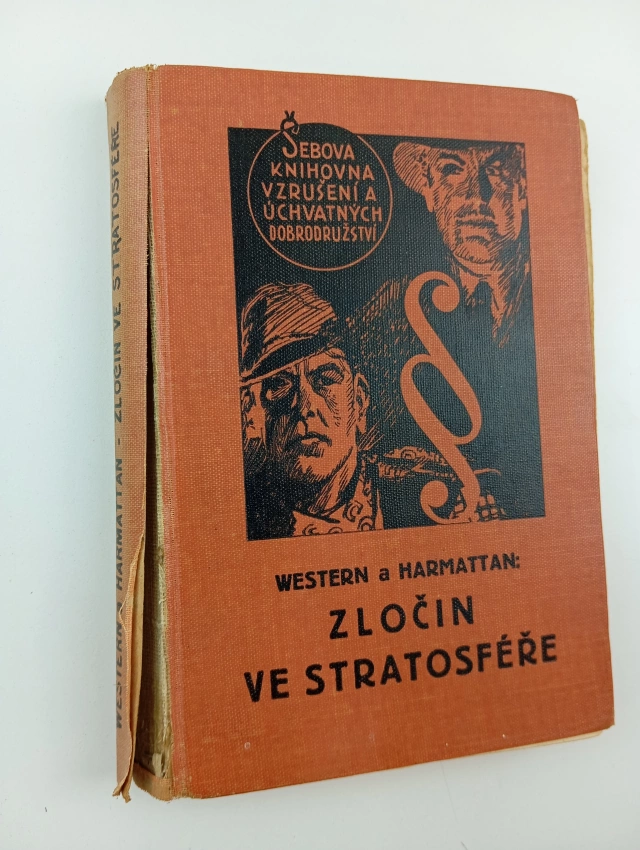 ŠEBOVA
KNIHOVNA
VZRUŠENÍ A
ÚCHVATNÝCH
DOBRODRUŽSTVÍ
§
WESTERN a HARMATTAN:
ZLOČIN
VE STRATOSFÉŘE
WESTERN a HARMATTAN - ZLOČIN VE STRATOSFÉŘE